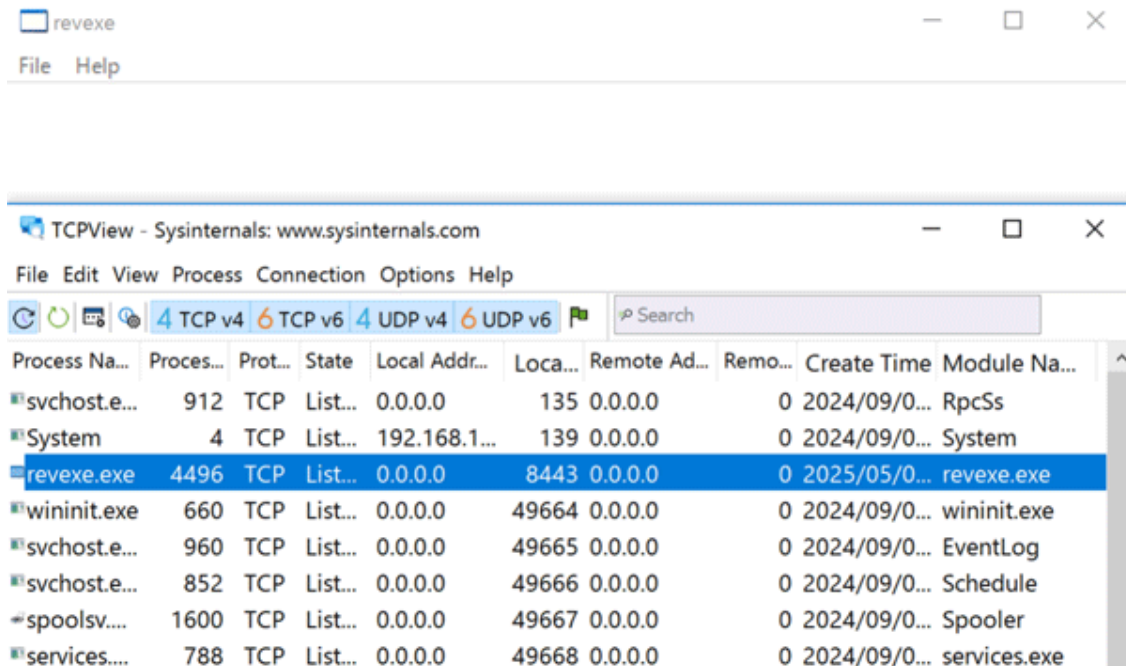 revexe
File Help
TCPView - Sysinternals: www.sysinternals.com
File Edit View Process Connection Options Help
4 TCP v4 6 TCP v6 4 UDP v4 6 UDP v6 Search
Process Na... Proces... Prot... State Local Addr... Loca... Remote Ad... Remo... Create Time Module Na...
svchost.e... 912 TCP List... 0.0.0.0 135 0.0.0.0 0 2024/09/0... RpcSs
System 4 TCP List... 192.168.1... 139 0.0.0.0 0 2024/09/0... System
revexe.exe 4496 TCP List... 0.0.0.0 8443 0.0.0.0 0 2025/05/0... revexe.exe
wininit.exe 660 TCP List... 0.0.0.0 49664 0.0.0.0 0 2024/09/0... wininit.exe
svchost.e... 960 TCP List... 0.0.0.0 49665 0.0.0.0 0 2024/09/0... EventLog
svchost.e... 852 TCP List... 0.0.0.0 49666 0.0.0.0 0 2024/09/0... Schedule
spoolsv.... 1600 TCP List... 0.0.0.0 49667 0.0.0.0 0 2024/09/0... Spooler
services.... 788 TCP List... 0.0.0.0 49668 0.0.0.0 0 2024/09/0... services.exe